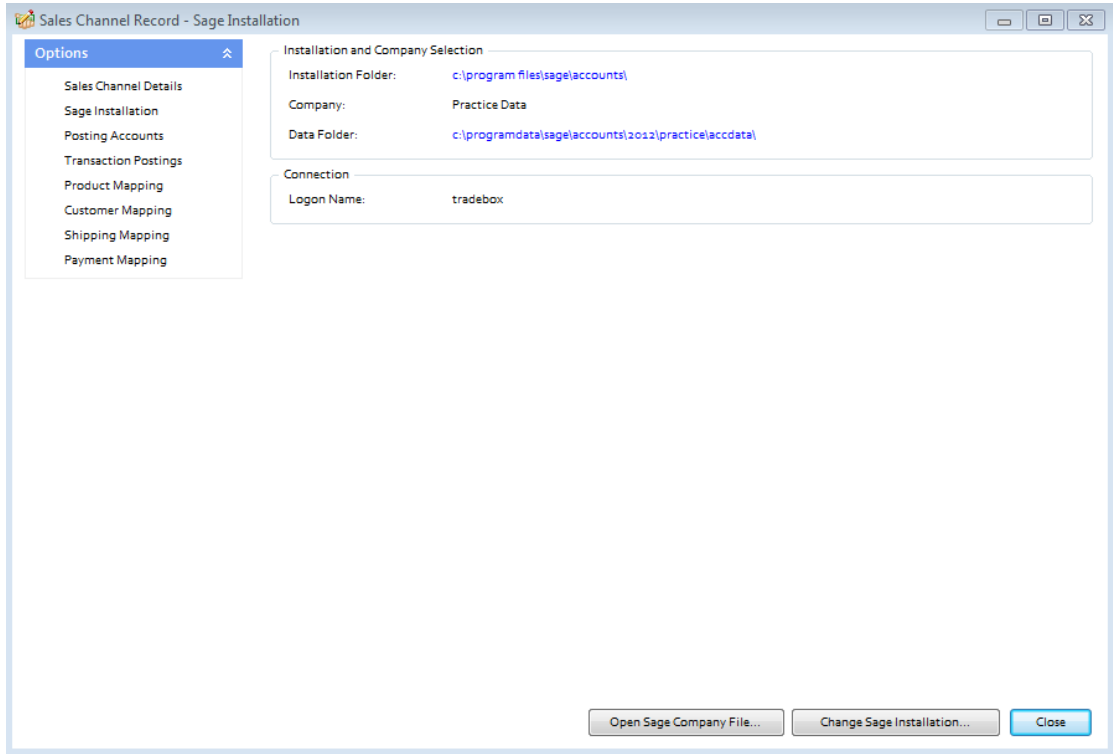 Sales Channel Record - Sage Installation
Options
Sales Channel Details
Sage Installation
Posting Accounts
Transaction Postings
Product Mapping
Customer Mapping
Shipping Mapping
Payment Mapping
Installation and Company Selection
Installation Folder: c:\program files\sage\accounts\
Company: Practice Data
Data Folder: c:\programdata\sage\accounts\2012\practice\accdata\
Connection
Logon Name: tradebox
Open Sage Company File... Change Sage Installation... Close